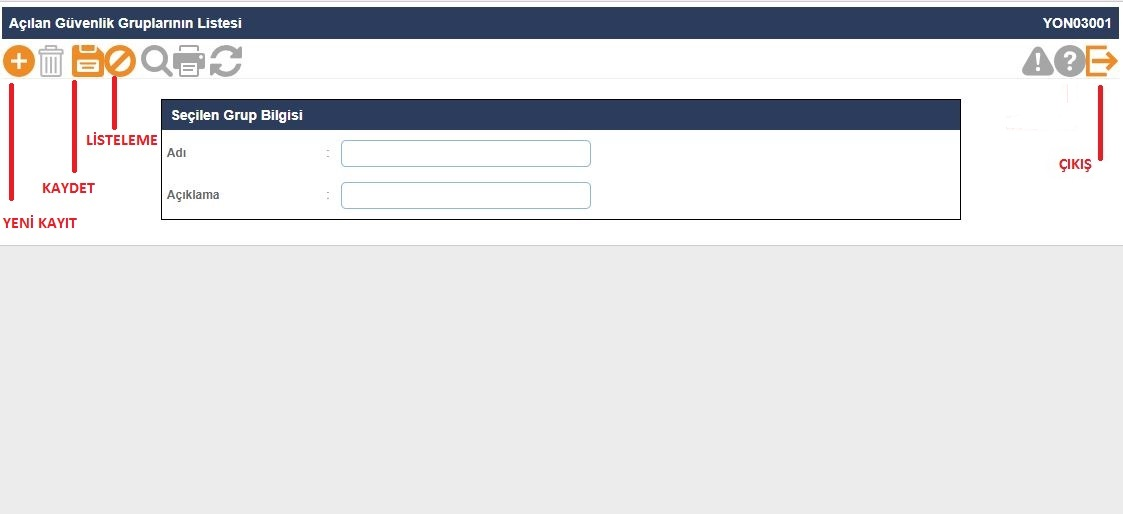 Açılan Güvenlik Gruplarının Listesi YON03001
Seçilen Grup Bilgisi
LİSTELEME
Adı :
ÇIKIŞ
KAYDET
Açıklama :
YENİ KAYIT